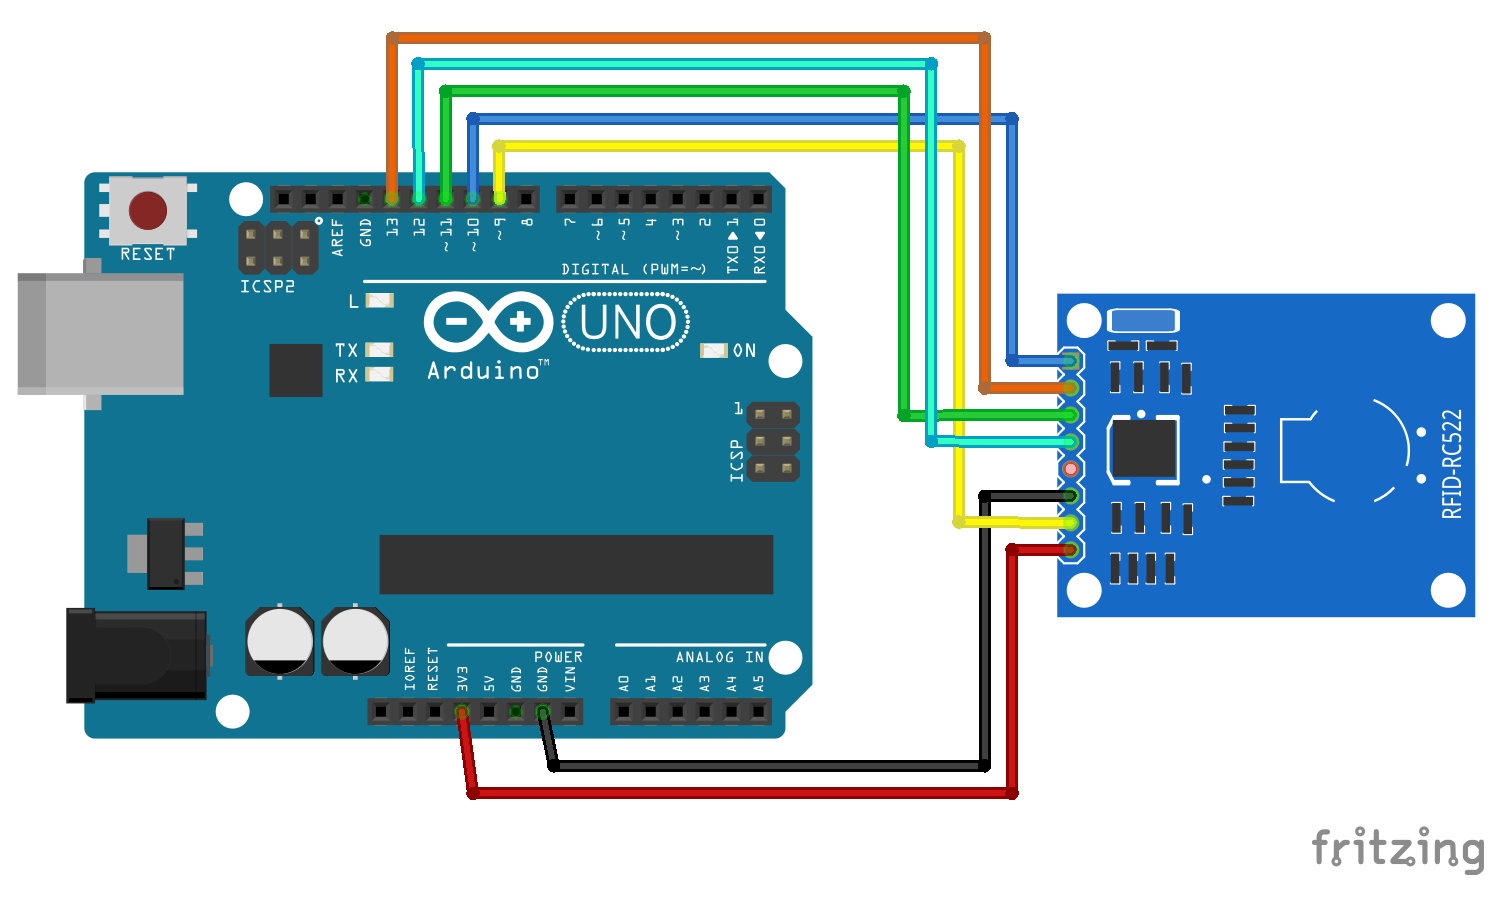 RESET
ICSP2
AREF
GND
13
12
~11
~10
~9
8
7
~6
~5
4
~3
2
TX0▶1
RX0◀0
DIGITAL (PWM=~)
L
TX
RX
UNO
ON
Arduino™
1
ICSP
RFID-RC522
POWER
ANALOG IN
IOREF
RESET
3V3
5V
GND
GND
VIN
A0
A1
A2
A3
A4
A5
fritzing